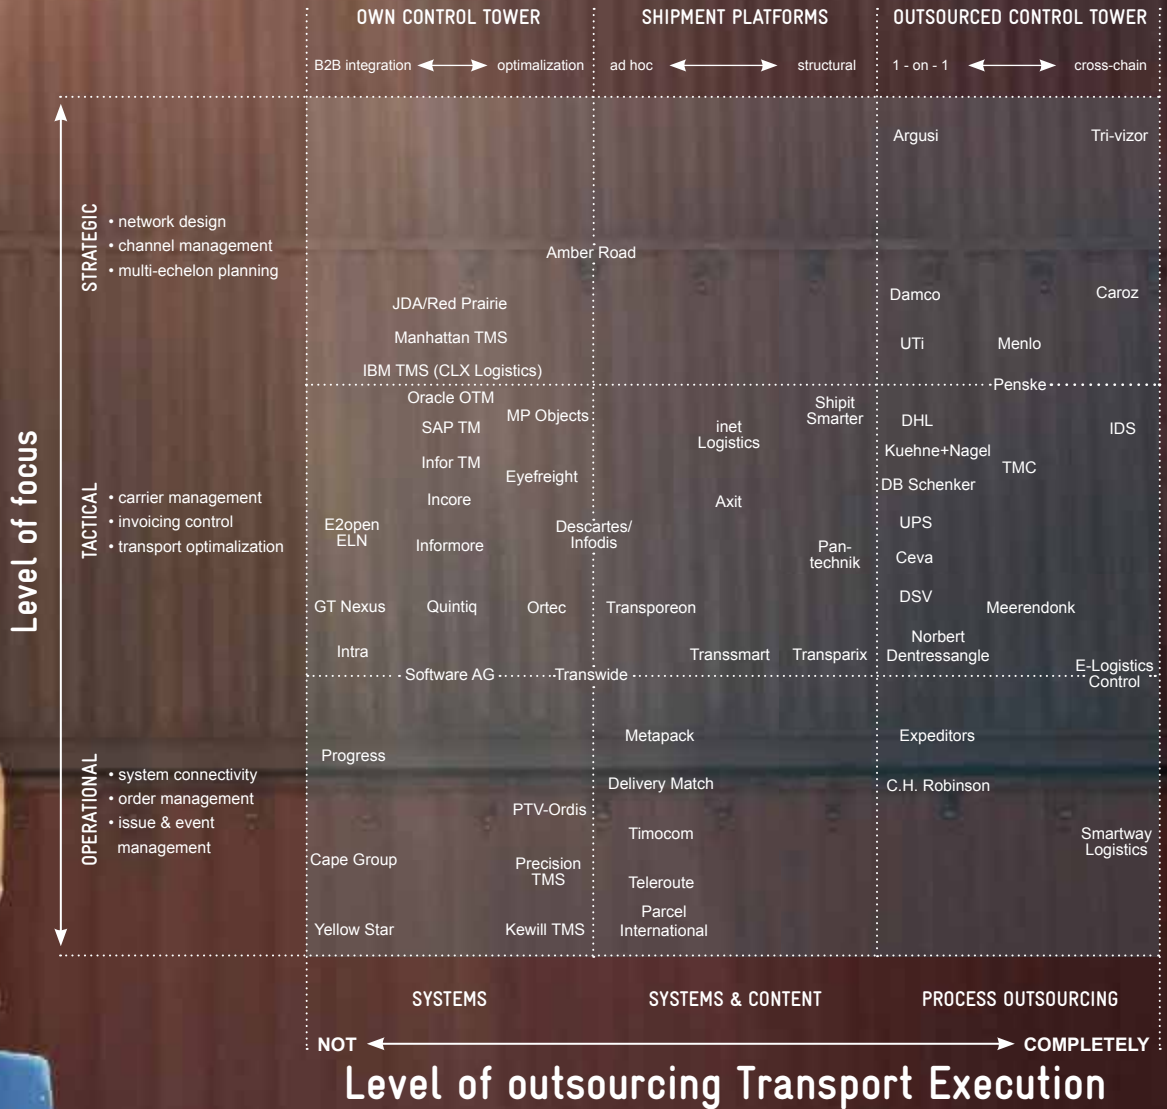 OWN CONTROL TOWER
SHIPMENT PLATFORMS
OUTSOURCED CONTROL TOWER
B2B integration
optimalization
ad hoc
structural
1 - on - 1
cross-chain
Level of focus
STRATEGIC
• network design
• channel management
• multi-echelon planning
TACTICAL
• carrier management
• invoicing control
• transport optimalization
OPERATIONAL
• system connectivity
• order management
• issue & event
management
Argusi
Tri-vizor
Amber Road
JDA/Red Prairie
Manhattan TMS
IBM TMS (CLX Logistics)
Damco
Caroz
UTi
Menlo
Penske
Oracle OTM
MP Objects
SAP TM
Infor TM
Eyefreight
Incore
E2open
ELN
Informore
Descartes/
Infodis
GT Nexus
Quintiq
Ortec
Intra
Software AG
Transwide
inet
Logistics
Shipit
Smarter
Axit
Pan-
technik
Transporeon
Transsmart
Transparix
DHL
IDS
Kuehne+Nagel
TMC
DB Schenker
UPS
Ceva
DSV
Meerendonk
Norbert
Dentressangle
E-Logistics
Control
Progress
PTV-Ordis
Cape Group
Precision
TMS
Yellow Star
Kewill TMS
Metapack
Delivery Match
Timocom
Teleroute
Parcel
International
Expeditors
C.H. Robinson
Smartway
Logistics
SYSTEMS
SYSTEMS & CONTENT
PROCESS OUTSOURCING
NOT
COMPLETELY
Level of outsourcing Transport Execution